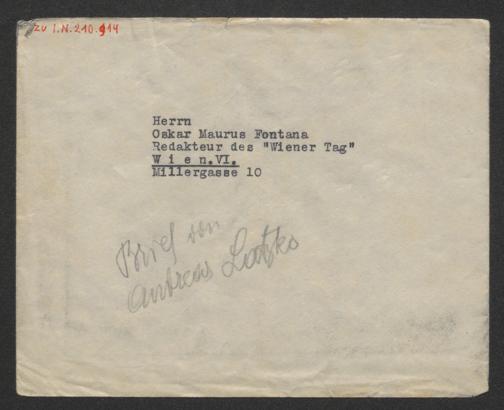 zu I.N. 210.914
Herrn
Oskar Maurus Fontana
Redakteur des "Wiener Tag"
W i e n . VI.
Millergasse 10
Brief von
Andreas Latzko